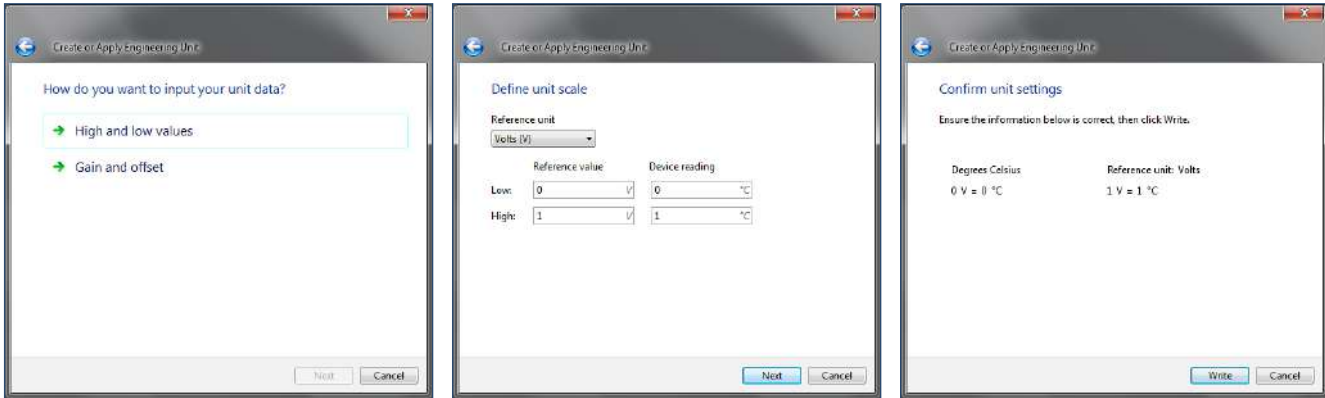 Create or Apply Engineering Unit
How do you want to input your unit data?
High and low values
Gain and offset
Next Cancel
Create or Apply Engineering Unit
Define unit scale
Reference unit
Volts (V)
Reference value Device reading
Low: 0 V 0 °C
High: 1 V 1 °C
Next Cancel
Create or Apply Engineering Unit
Confirm unit settings
Ensure the information below is correct, then click Write.
Degrees Celsius Reference unit: Volts
0 V = 0 °C 1 V = 1 °C
Write Cancel